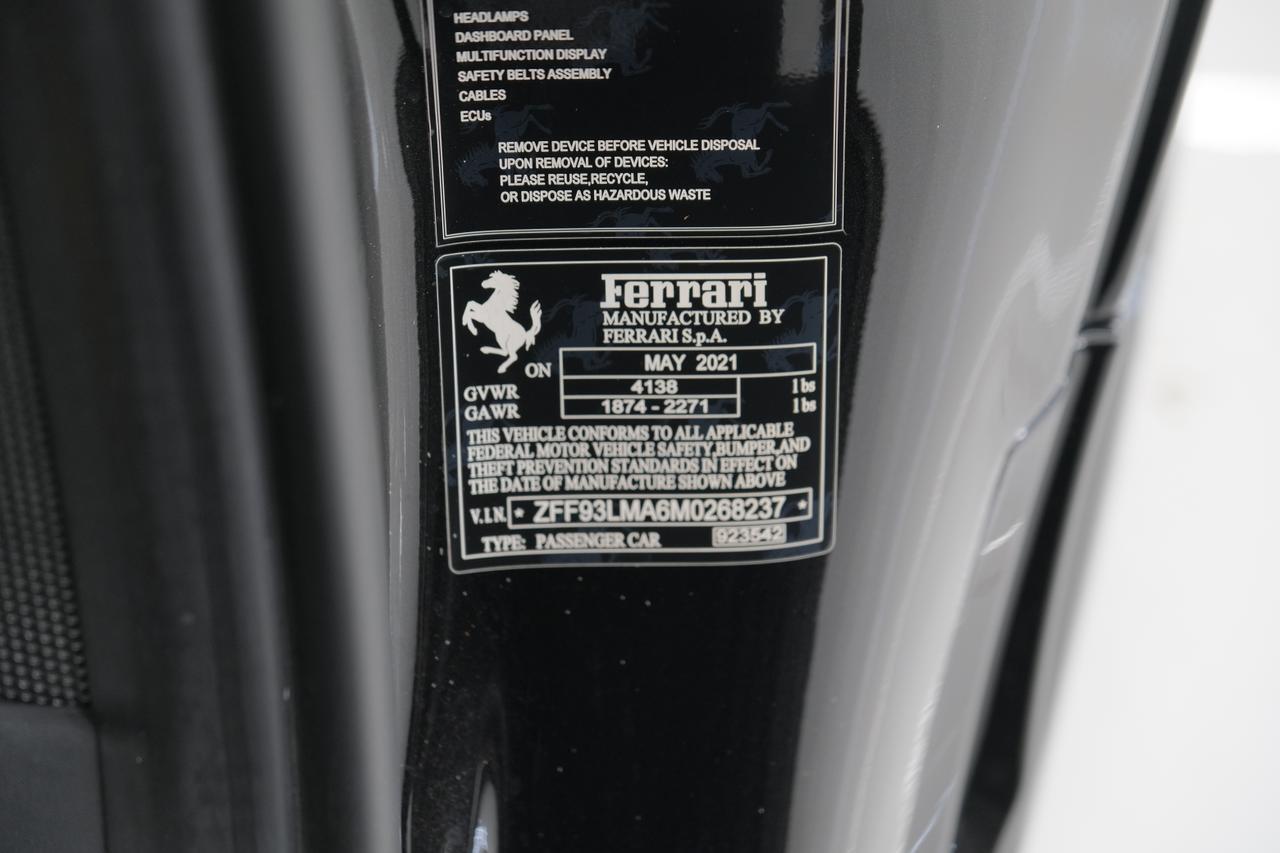 HEADLAMPS
DASHBOARD PANEL
MULTIFUNCTION DISPLAY
SAFETY BELTS ASSEMBLY
CABLES
ECUs
REMOVE DEVICE BEFORE VEHICLE DISPOSAL
UPON REMOVAL OF DEVICES:
PLEASE REUSE,RECYCLE,
OR DISPOSE AS HAZARDOUS WASTE
Ferrari
MANUFACTURED BY
FERRARI S.p.A.
ON MAY 2021
GVWR 4138 lbs
GAWR 1874 - 2271 lbs
THIS VEHICLE CONFORMS TO ALL APPLICABLE
FEDERAL MOTOR VEHICLE SAFETY,BUMPER,AND
THEFT PREVENTION STANDARDS IN EFFECT ON
THE DATE OF MANUFACTURE SHOWN ABOVE
V.I.N. * ZFF93LMA6M0268237 *
TYPE: PASSENGER CAR 923542